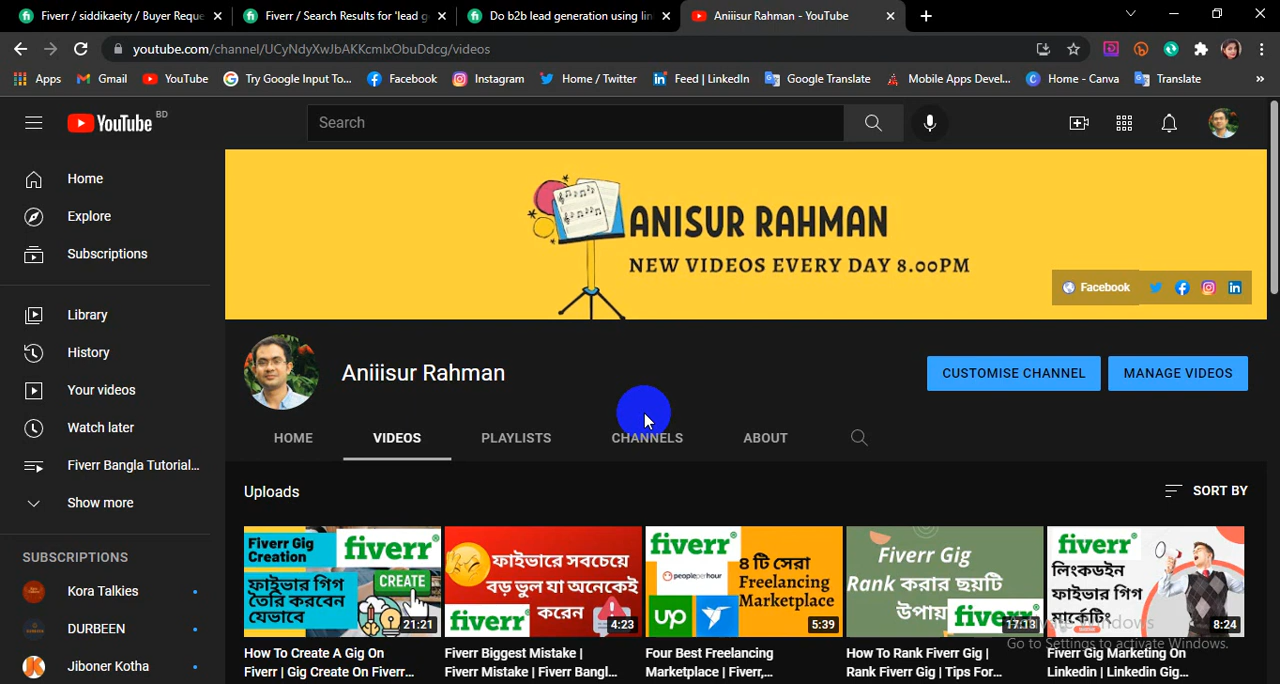 Fiverr / siddikaeity / Buyer Reque
Fiverr / Search Results for 'lead g
Do b2b lead generation using lin
Aniiisur Rahman - YouTube
youtube.com/channel/UCyNdyXwJbAKKcmIxObuDdcg/videos
Apps
Gmail
YouTube
Try Google Input To...
Facebook
Instagram
Home / Twitter
Feed | LinkedIn
Google Translate
Mobile Apps Devel...
Home - Canva
Translate
YouTube BD
Search
Home
Explore
Subscriptions
Library
History
Your videos
Watch later
Fiverr Bangla Tutorial...
Show more
SUBSCRIPTIONS
Kora Talkies
DURBEEN
Jiboner Kotha
ANISUR RAHMAN
NEW VIDEOS EVERY DAY 8.00PM
Facebook
Aniiisur Rahman
CUSTOMISE CHANNEL
MANAGE VIDEOS
HOME
VIDEOS
PLAYLISTS
CHANNELS
ABOUT
Uploads
SORT BY
Fiverr Gig
Creation
fiverr
ফাইভার গিগ
তৈরি করবেন
যেভাবে
CREATE
21:21
How To Create A Gig On
Fiverr | Gig Create On Fiverr...
ফাইভারে সবচেয়ে
বড় ভুল যা অনেকেই
করেন
fiverr
4:23
Fiverr Biggest Mistake |
Fiverr Mistake | Fiverr Bangl...
fiverr
peopleperhour
up
৪ টি সেরা
Freelancing
Marketplace
5:39
Four Best Freelancing
Marketplace | Fiverr,...
Fiverr Gig
Rank করার ছয়টি
উপায়
fiverr
17:13
How To Rank Fiverr Gig |
Rank Fiverr Gig | Tips For...
fiverr
লিংকডইন
ফাইভার গিগ
মার্কেটিং
8:24
Fiverr Gig Marketing On
Linkedin | Linkedin Gig...
Go to Settings to activate Windows.